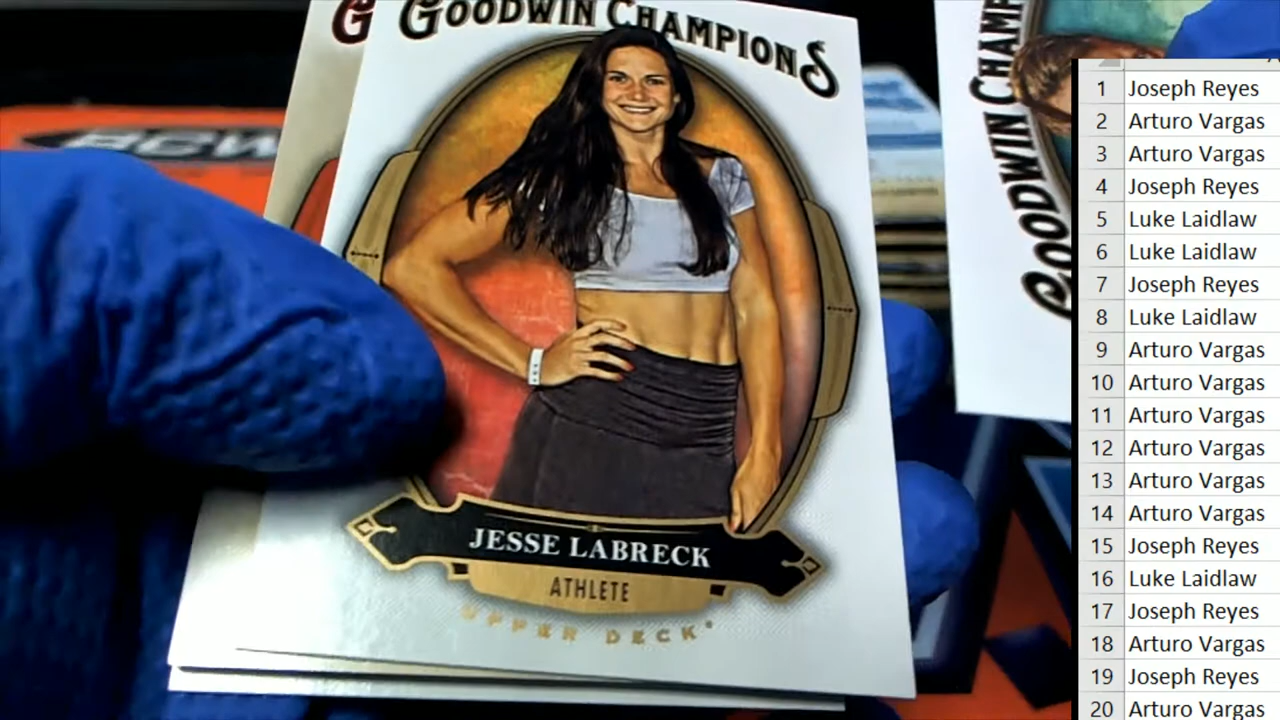 GOODWIN CHAMPIONS
JESSE LABRECK
ATHLETE
UPPER DECK
G
GOODWIN CHAMP
1 Joseph Reyes
2 Arturo Vargas
3 Arturo Vargas
4 Joseph Reyes
5 Luke Laidlaw
6 Luke Laidlaw
7 Joseph Reyes
8 Luke Laidlaw
9 Arturo Vargas
10 Arturo Vargas
11 Arturo Vargas
12 Arturo Vargas
13 Arturo Vargas
14 Arturo Vargas
15 Joseph Reyes
16 Luke Laidlaw
17 Joseph Reyes
18 Arturo Vargas
19 Joseph Reyes
20 Arturo Vargas